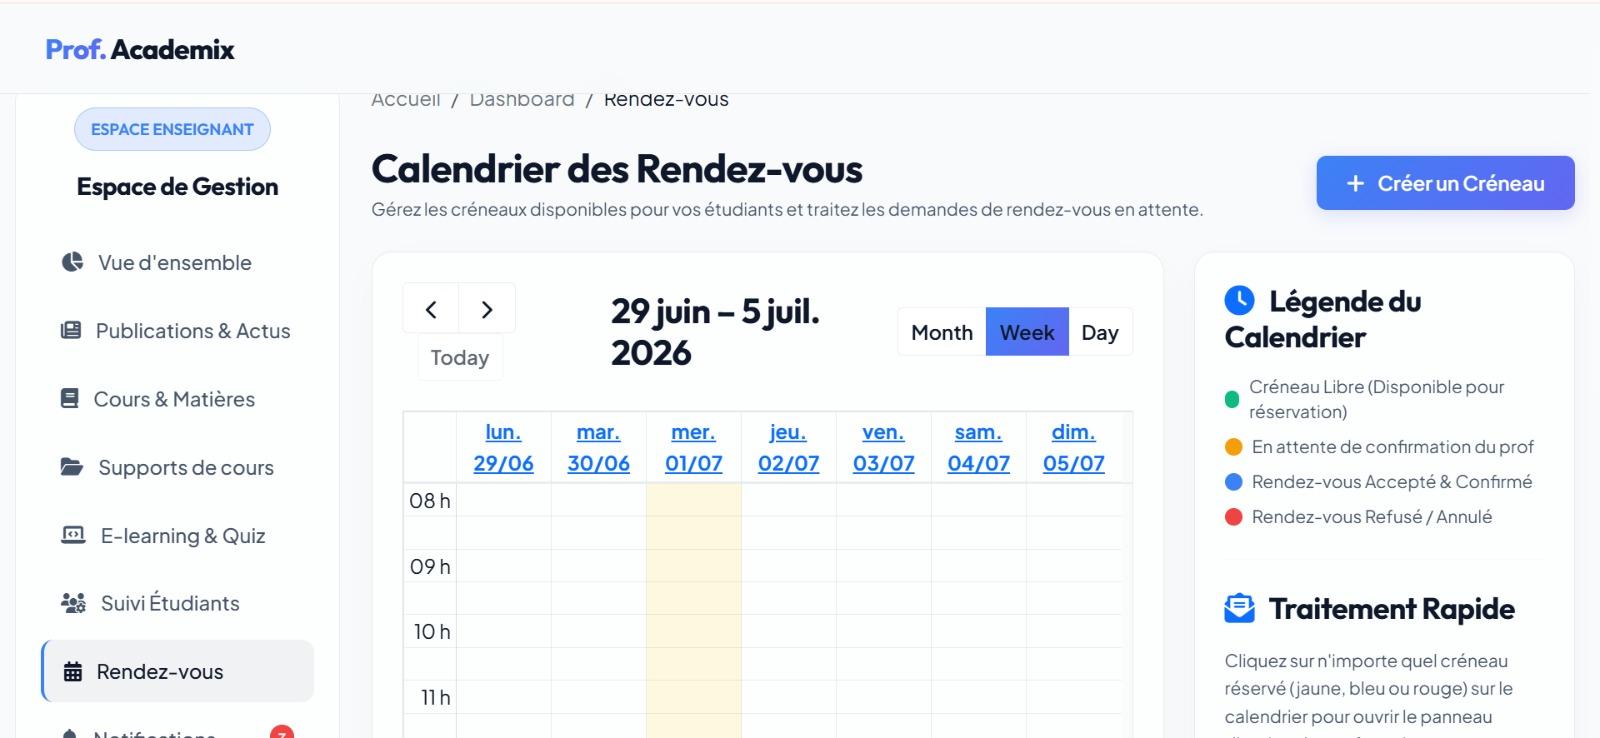 Prof. Academix
ESPACE ENSEIGNANT
Espace de Gestion
Vue d'ensemble
Publications & Actus
Cours & Matières
Supports de cours
E-learning & Quiz
Suivi Étudiants
Rendez-vous
Notifications
Accueil / Dashboard / Rendez-vous
Calendrier des Rendez-vous
Gérez les créneaux disponibles pour vos étudiants et traitez les demandes de rendez-vous en attente.
+ Créer un Créneau
Today
29 juin – 5 juil.
2026
Month Week Day
lun. mar. mer. jeu. ven. sam. dim.
29/06 30/06 01/07 02/07 03/07 04/07 05/07
08 h
09 h
10 h
11 h
Légende du
Calendrier
Créneau Libre (Disponible pour
réservation)
En attente de confirmation du prof
Rendez-vous Accepté & Confirmé
Rendez-vous Refusé / Annulé
Traitement Rapide
Cliquez sur n'importe quel créneau
réservé (jaune, bleu ou rouge) sur le
calendrier pour ouvrir le panneau